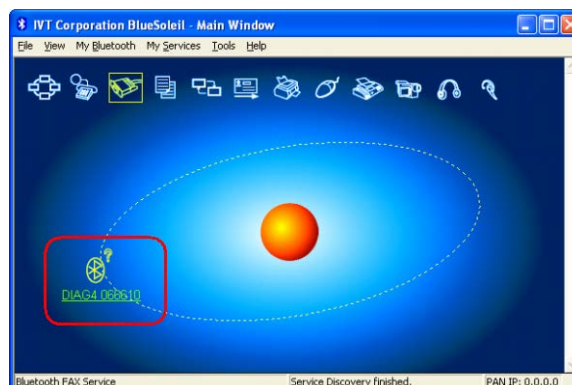 IVT Corporation BlueSoleil - Main Window
File View My Bluetooth My Services Tools Help
?
DIAG4 066610
Bluetooth FAX Service Service Discovery finished. PAN IP: 0.0.0.0